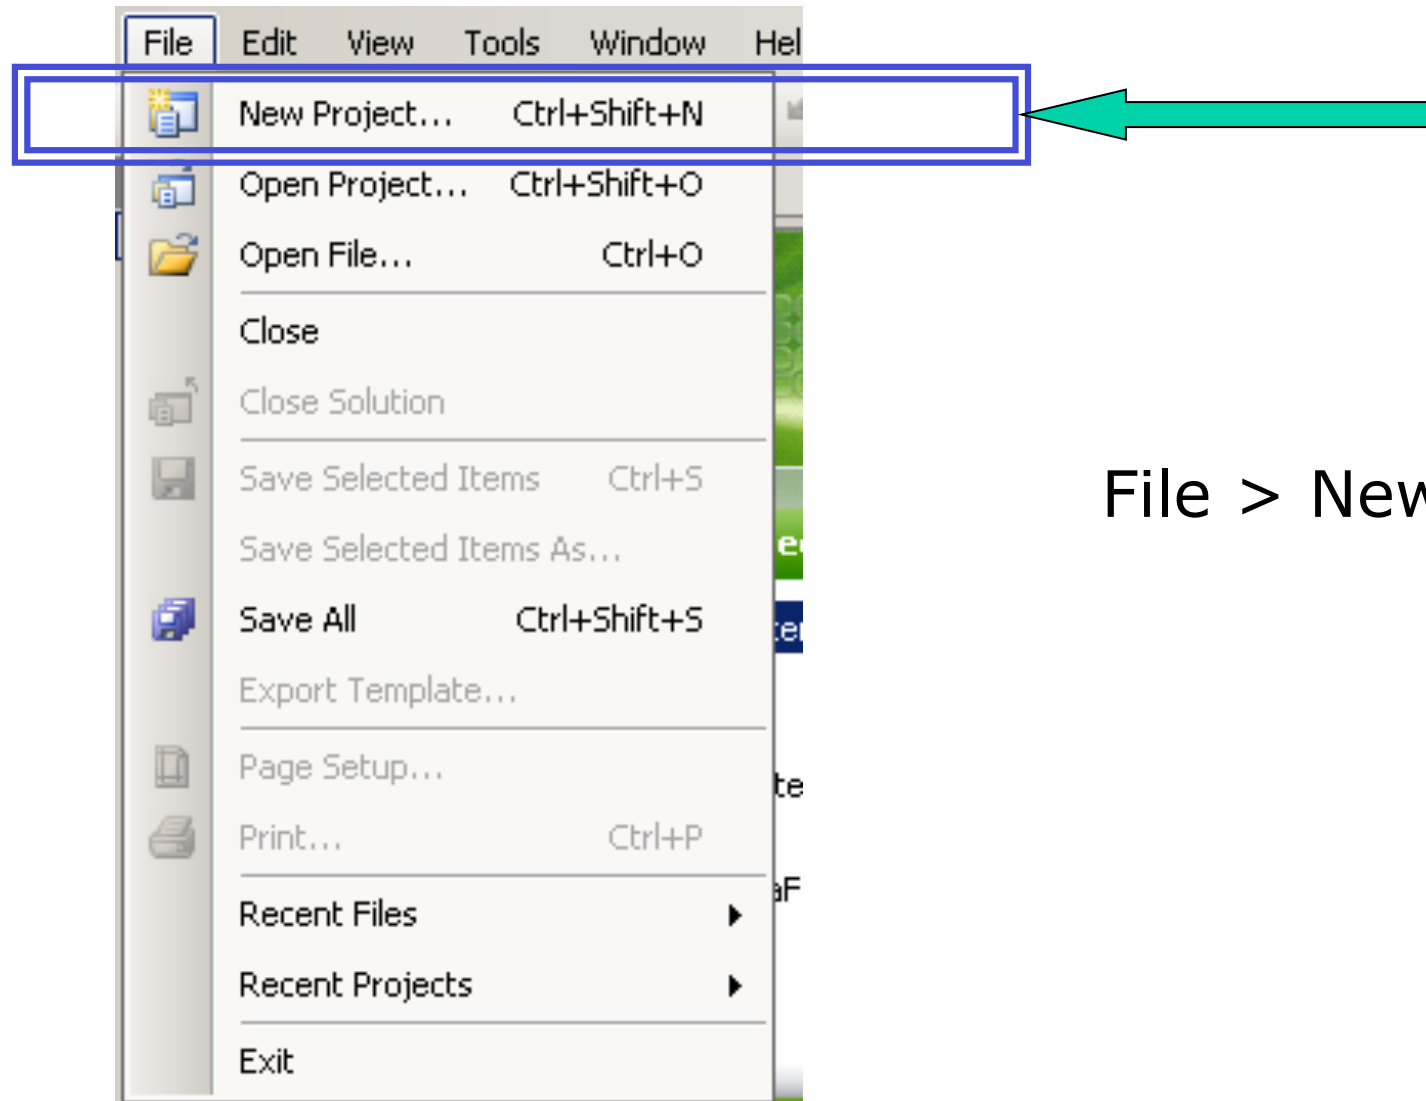 File Edit View Tools Window Hel
New Project... Ctrl+Shift+N
Open Project... Ctrl+Shift+O
Open File... Ctrl+O
Close
Close Solution
Save Selected Items Ctrl+S
Save Selected Items As...
Save All Ctrl+Shift+S
Export Template...
Page Setup...
Print... Ctrl+P
Recent Files
Recent Projects
Exit
File > New